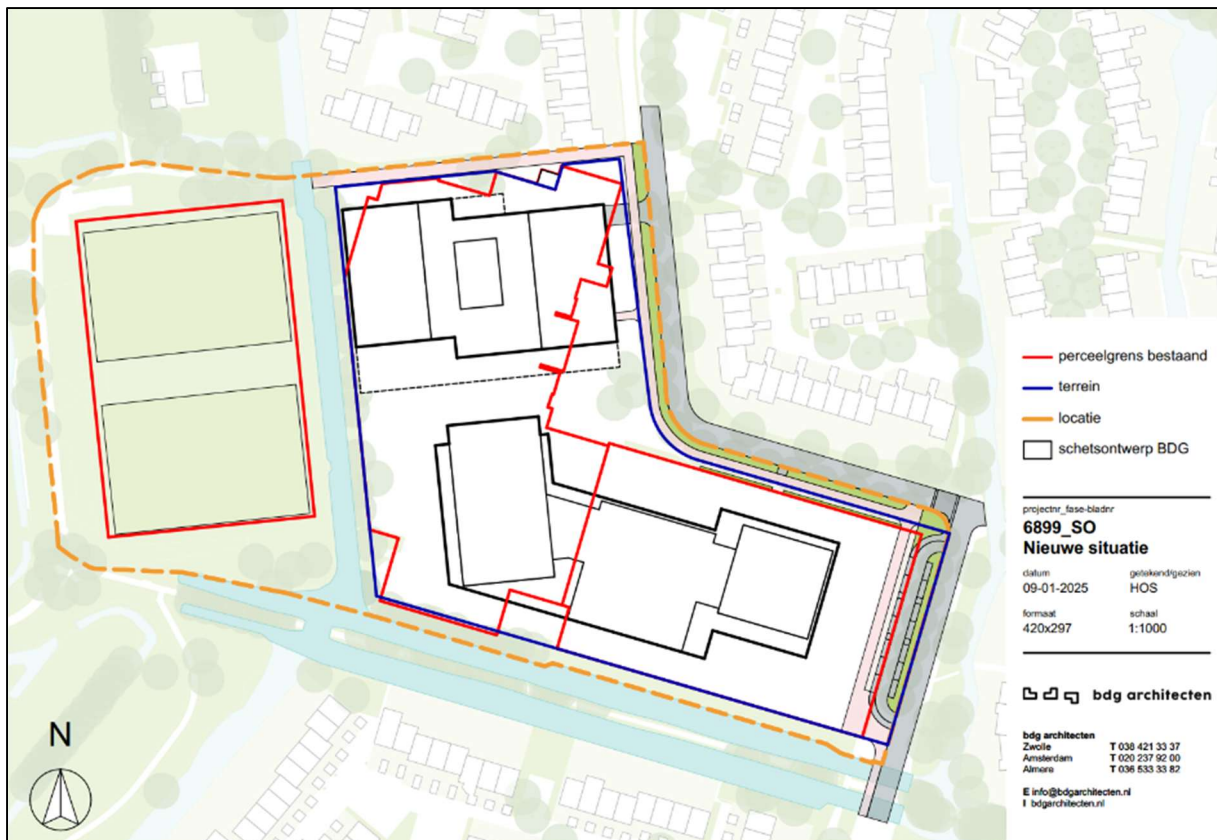 perceelgrens bestaand
terrein
locatie
schetsontwerp BDG
projectnr_fase-bladnr
6899_SO
Nieuwe situatie
datum getekend/gezien
09-01-2025 HOS
formaat schaal
420x297 1:1000
bdg architecten
bdg architecten
Zwolle T 038 421 33 37
Amsterdam T 020 237 92 00
Almere T 036 533 33 82
E info@bdgarchitecten.nl
I bdgarchitecten.nl
N